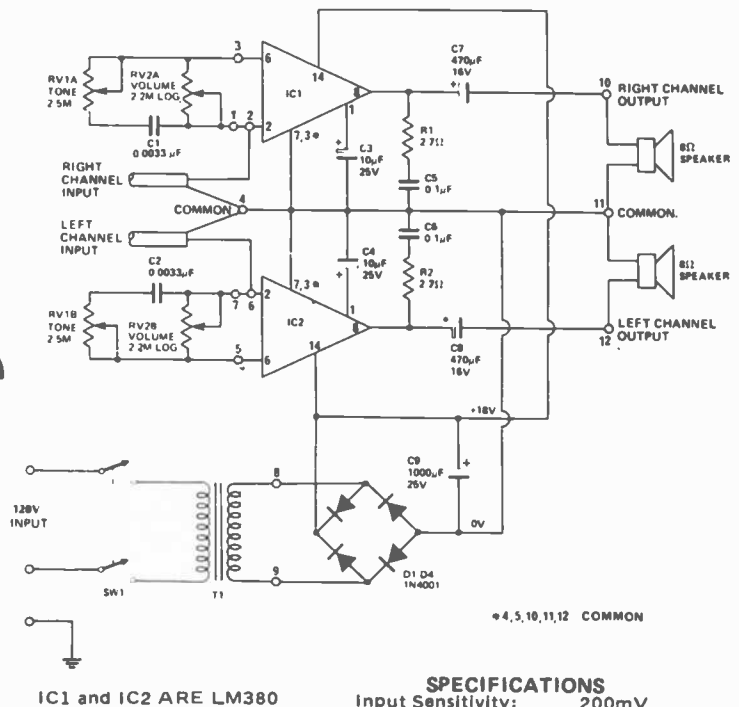 3
6
14
IC1
8
1
2
1 2
7,3*
RV1A
TONE
2 5M
RV2A
VOLUME
2.2M LOG
C1
0.0033µF
C7
470µF
16V
10
RIGHT CHANNEL
OUTPUT
R1
2 7Ω
C3
10µF
25V
C5
0 1µF
8Ω
SPEAKER
RIGHT
CHANNEL
INPUT
COMMON
4
11
COMMON.
LEFT
CHANNEL
INPUT
C6
0.1µF
C4
10µF
25V
R2
2 7Ω
8Ω
SPEAKER
C2
0 0033µF
7 6
2
7,3*
1
8
IC2
14
6
5
RV1B
TONE
2 5M
RV2B
VOLUME
2.2M LOG
C8
470µF
16V
LEFT CHANNEL
OUTPUT
12
+18V
C9
1000µF
25V
0V
120V
INPUT
SW1
T1
8
9
D1 D4
1N4001
*4,5,10,11,12 COMMON
IC1 and IC2 ARE LM380
SPECIFICATIONS
Input Sensitivity: 200mV